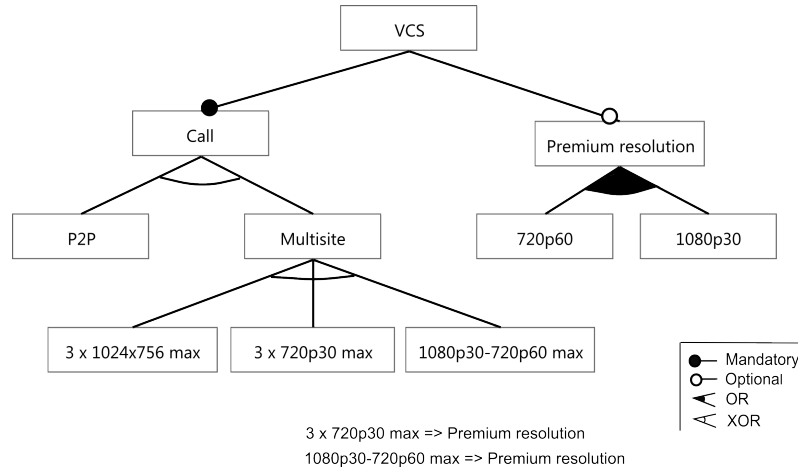 VCS
Call
Premium resolution
P2P
Multisite
720p60
1080p30
3 x 1024x756 max
3 x 720p30 max
1080p30-720p60 max
Mandatory
Optional
OR
XOR
3 x 720p30 max => Premium resolution
1080p30-720p60 max => Premium resolution